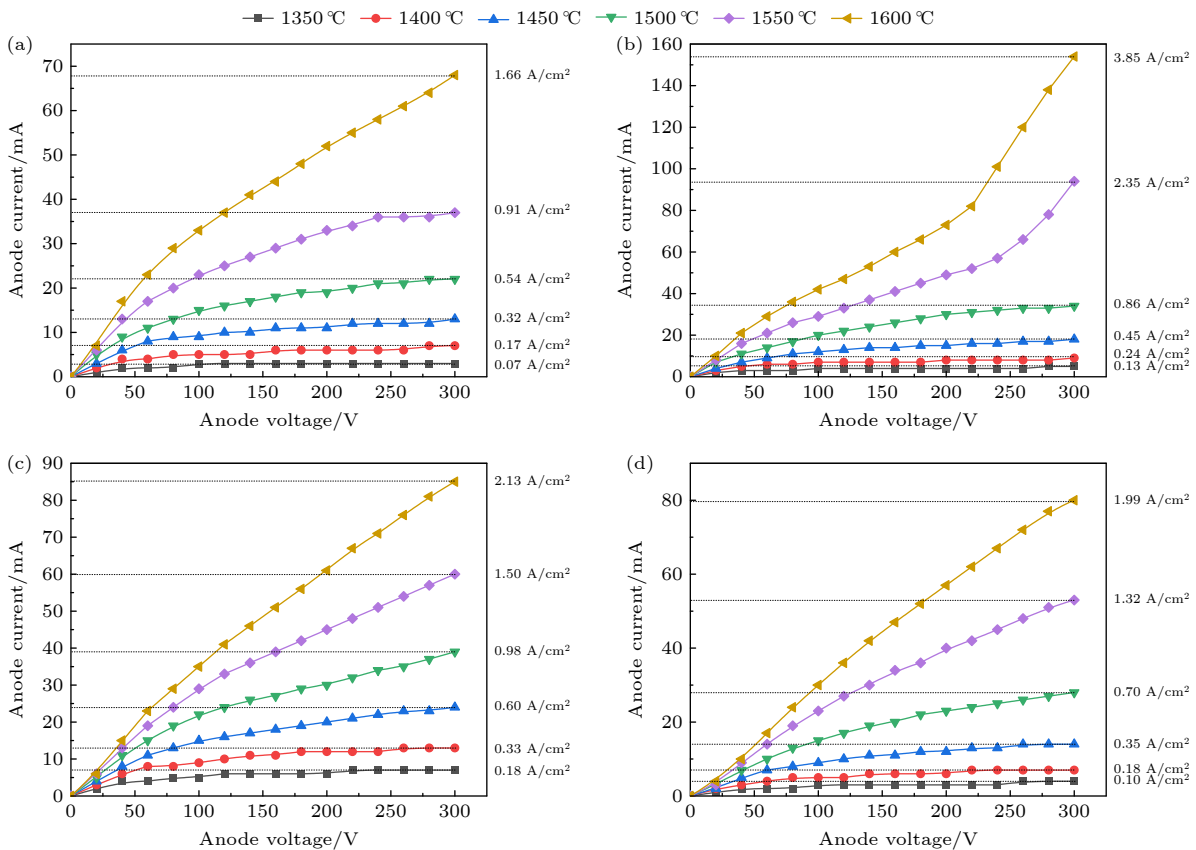 1350 ℃ 1400 ℃ 1450 ℃ 1500 ℃ 1550 ℃ 1600 ℃
(a)
Anode current/mA
70
60
50
40
30
20
10
0
0 50 100 150 200 250 300
Anode voltage/V
1.66 A/cm²
0.91 A/cm²
0.54 A/cm²
0.32 A/cm²
0.17 A/cm²
0.07 A/cm²
(b)
Anode current/mA
160
140
120
100
80
60
40
20
0
0 50 100 150 200 250 300
Anode voltage/V
3.85 A/cm²
2.35 A/cm²
0.86 A/cm²
0.45 A/cm²
0.24 A/cm²
0.13 A/cm²
(c)
Anode current/mA
90
80
70
60
50
40
30
20
10
0
0 50 100 150 200 250 300
Anode voltage/V
2.13 A/cm²
1.50 A/cm²
0.98 A/cm²
0.60 A/cm²
0.33 A/cm²
0.18 A/cm²
(d)
Anode current/mA
80
60
40
20
0
0 50 100 150 200 250 300
Anode voltage/V
1.99 A/cm²
1.32 A/cm²
0.70 A/cm²
0.35 A/cm²
0.18 A/cm²
0.10 A/cm²